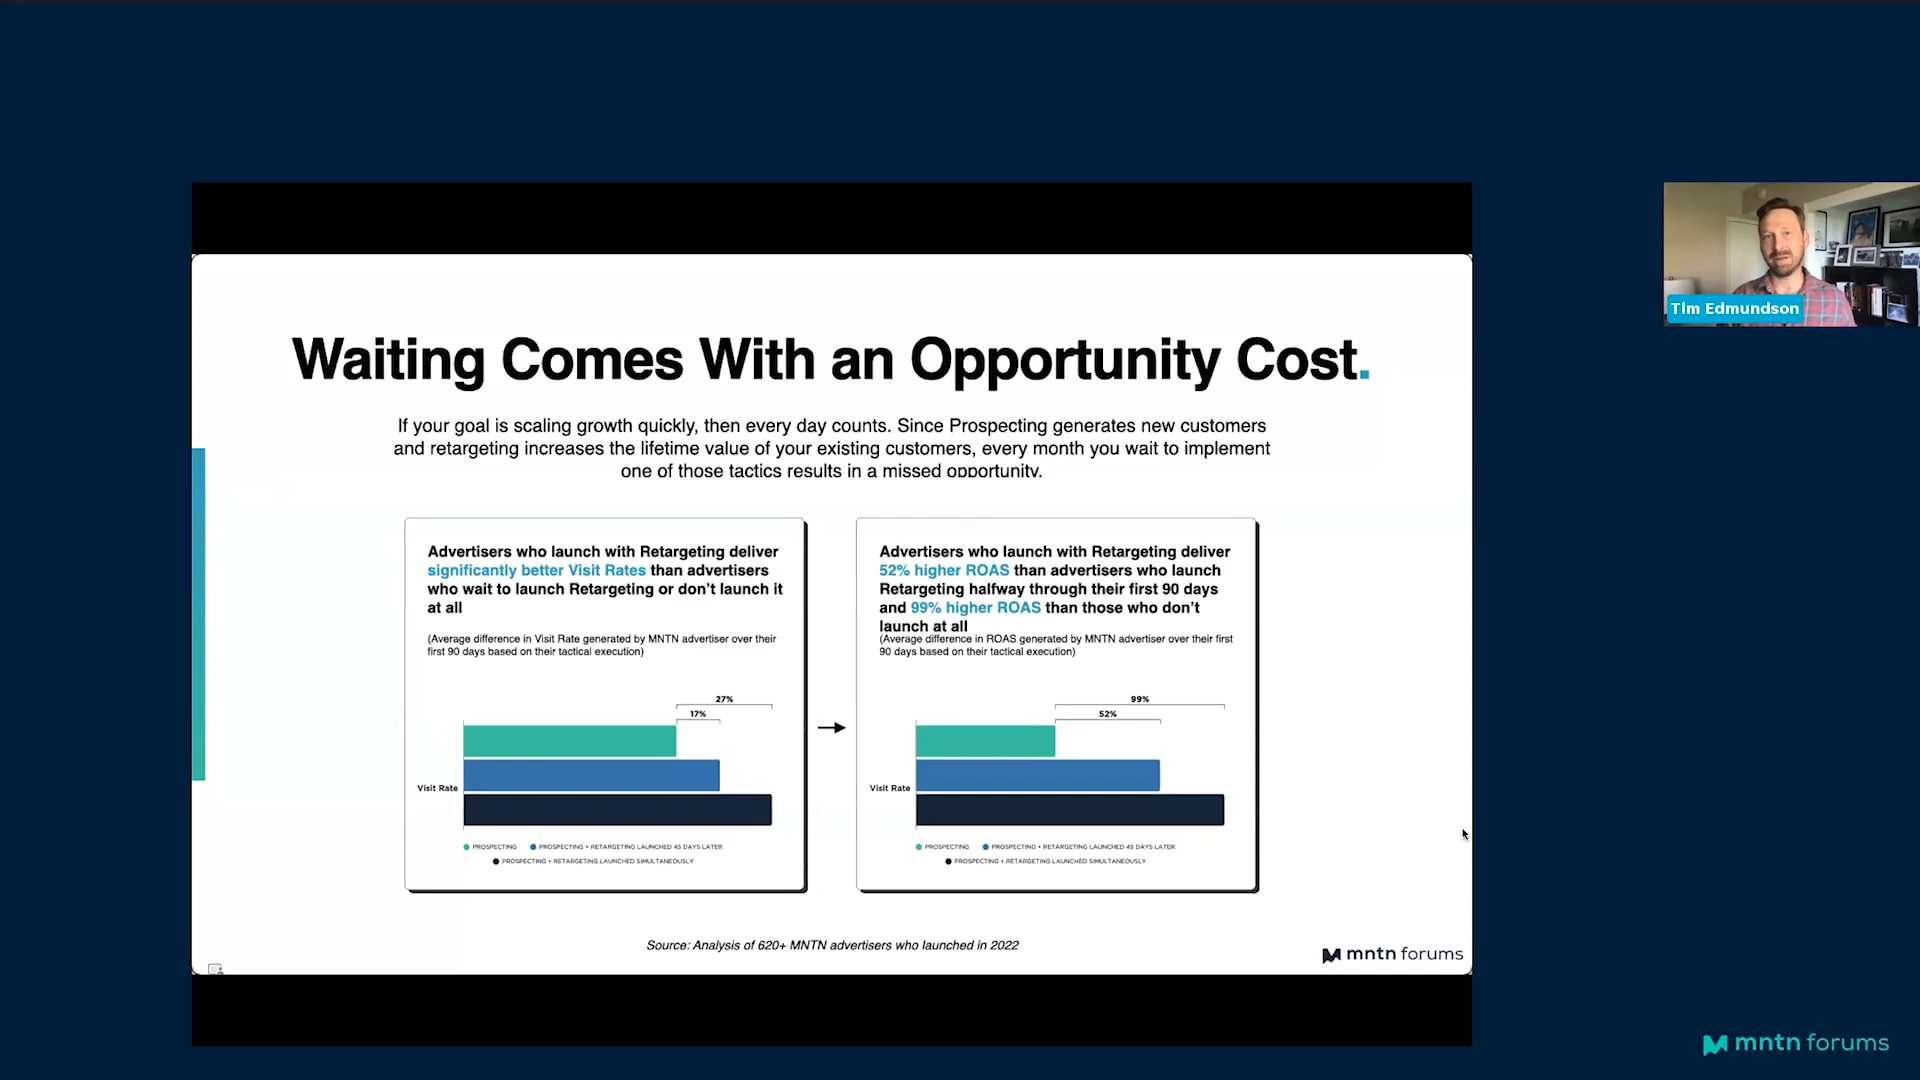 Waiting Comes With an Opportunity Cost.
If your goal is scaling growth quickly, then every day counts. Since Prospecting generates new customers
and retargeting increases the lifetime value of your existing customers, every month you wait to implement
one of those tactics results in a missed opportunity.
Advertisers who launch with Retargeting deliver
significantly better Visit Rates than advertisers
who wait to launch Retargeting or don’t launch it
at all
(Average difference in Visit Rate generated by MNTN advertiser over their
first 90 days based on their tactical execution)
27%
17%
Visit Rate
PROSPECTING PROSPECTING + RETARGETING LAUNCHED 45 DAYS LATER
PROSPECTING + RETARGETING LAUNCHED SIMULTANEOUSLY
Advertisers who launch with Retargeting deliver
52% higher ROAS than advertisers who launch
Retargeting halfway through their first 90 days
and 99% higher ROAS than those who don’t
launch at all
(Average difference in ROAS generated by MNTN advertiser over their first
90 days based on their tactical execution)
99%
52%
Visit Rate
PROSPECTING PROSPECTING + RETARGETING LAUNCHED 45 DAYS LATER
PROSPECTING + RETARGETING LAUNCHED SIMULTANEOUSLY
Source: Analysis of 620+ MNTN advertisers who launched in 2022
mntn forums
Tim Edmundson
mntn forums